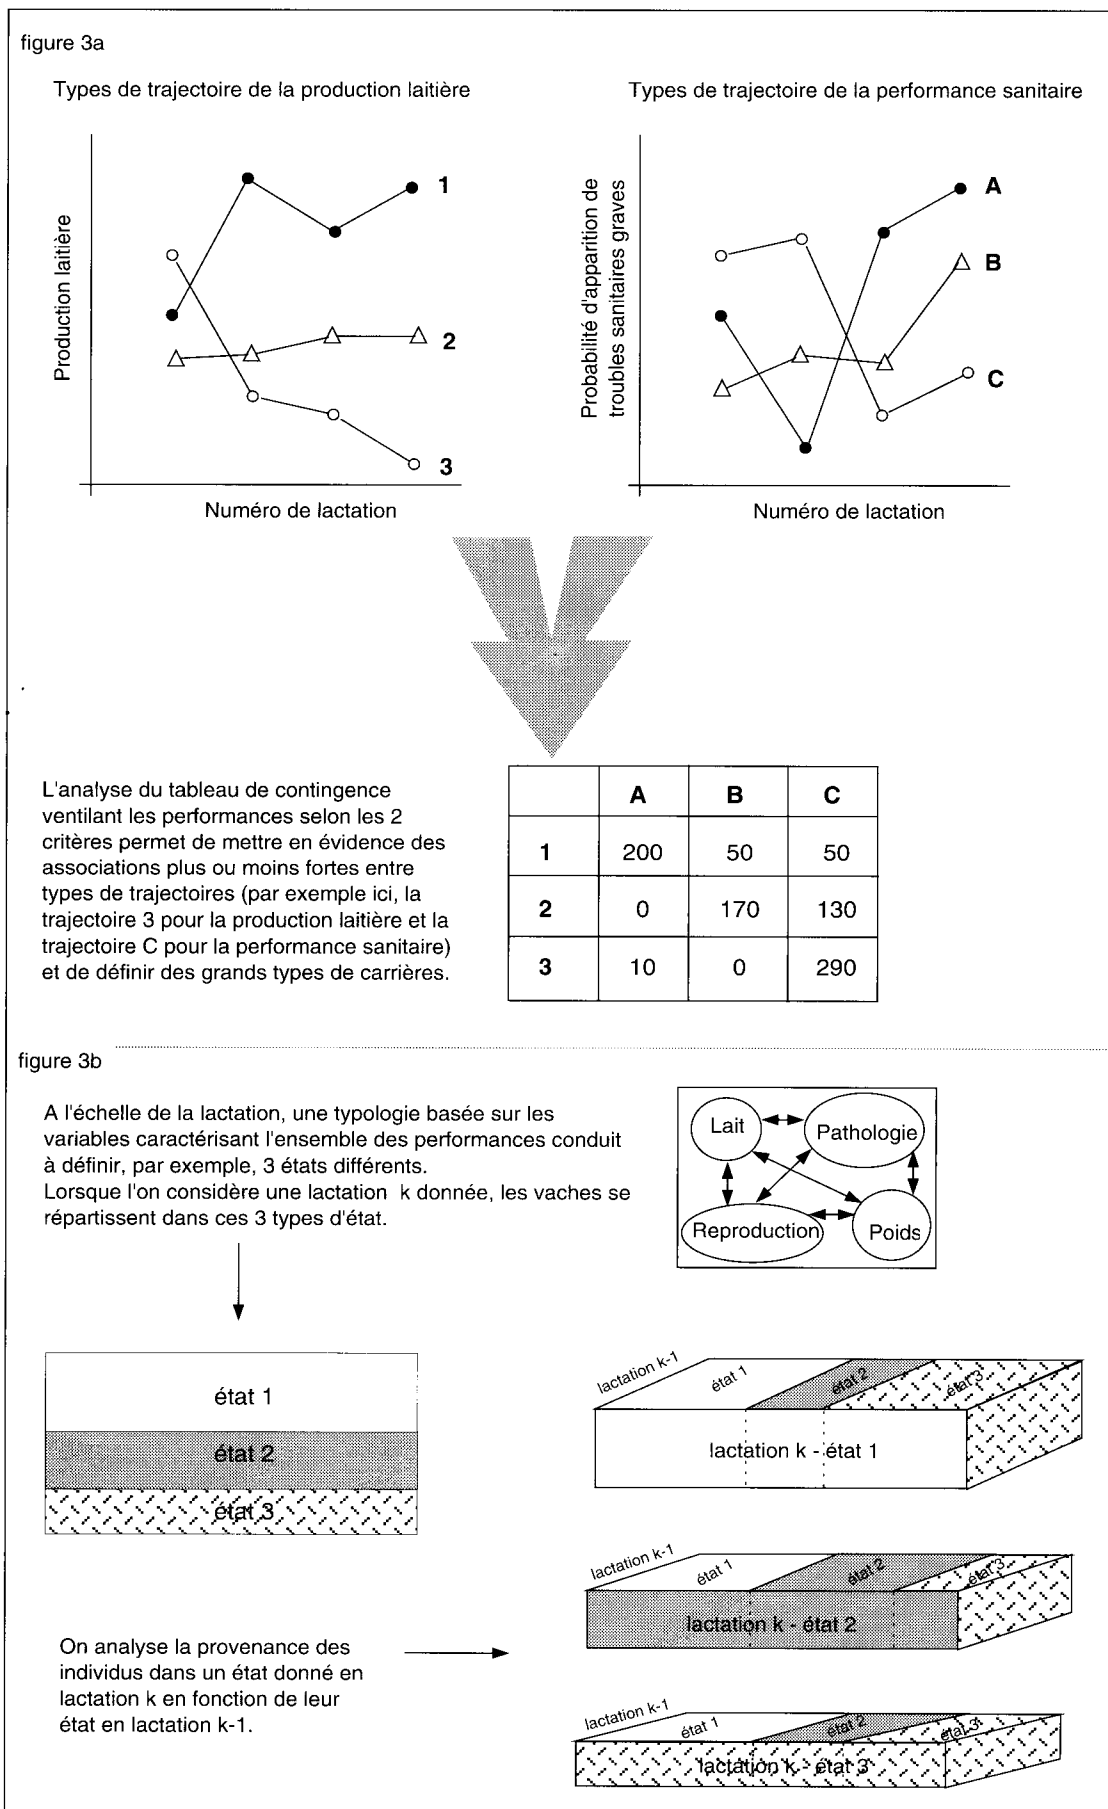 figure 3a
Types de trajectoire de la production laitière
Production laitière
1
2
3
Numéro de lactation
Types de trajectoire de la performance sanitaire
Probabilité d'apparition de
troubles sanitaires graves
A
B
C
Numéro de lactation
L'analyse du tableau de contingence
ventilant les performances selon les 2
critères permet de mettre en évidence des
associations plus ou moins fortes entre
types de trajectoires (par exemple ici, la
trajectoire 3 pour la production laitière et la
trajectoire C pour la performance sanitaire)
et de définir des grands types de carrières.
A B C
1 200 50 50
2 0 170 130
3 10 0 290
figure 3b
A l'échelle de la lactation, une typologie basée sur les
variables caractérisant l'ensemble des performances conduit
à définir, par exemple, 3 états différents.
Lorsque l'on considère une lactation k donnée, les vaches se
répartissent dans ces 3 types d'état.
Lait
Pathologie
Reproduction
Poids
état 1
état 2
état 3
lactation k-1
état 1
état 2
état 3
lactation k - état 1
lactation k-1
état 1
état 2
état 3
lactation k - état 2
On analyse la provenance des
individus dans un état donné en
lactation k en fonction de leur
état en lactation k-1.
lactation k-1
état 1
état 2
état 3
lactation k - état 3